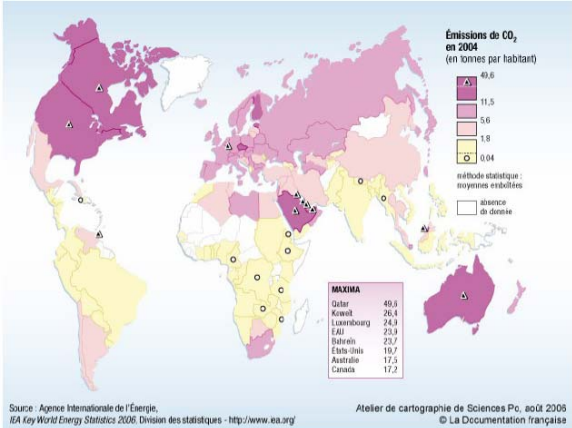 Émissions de CO₂
en 2004
(en tonnes par habitant)
49,6
11,5
5,6
1,8
0,04
méthode statistique :
moyennes emboîtées
absence
de donnée
MAXIMA
Qatar 49,6
Koweit 26,4
Luxembourg 24,9
EAU 23,9
Bahrein 23,7
États-Unis 19,7
Australie 17,5
Canada 17,2
Source : Agence Internationale de l'Énergie,
IEA Key World Energy Statistics 2006, Division des statistiques - http://www.iea.org/
Atelier de cartographie de Sciences Po, août 2006
© La Documentation française